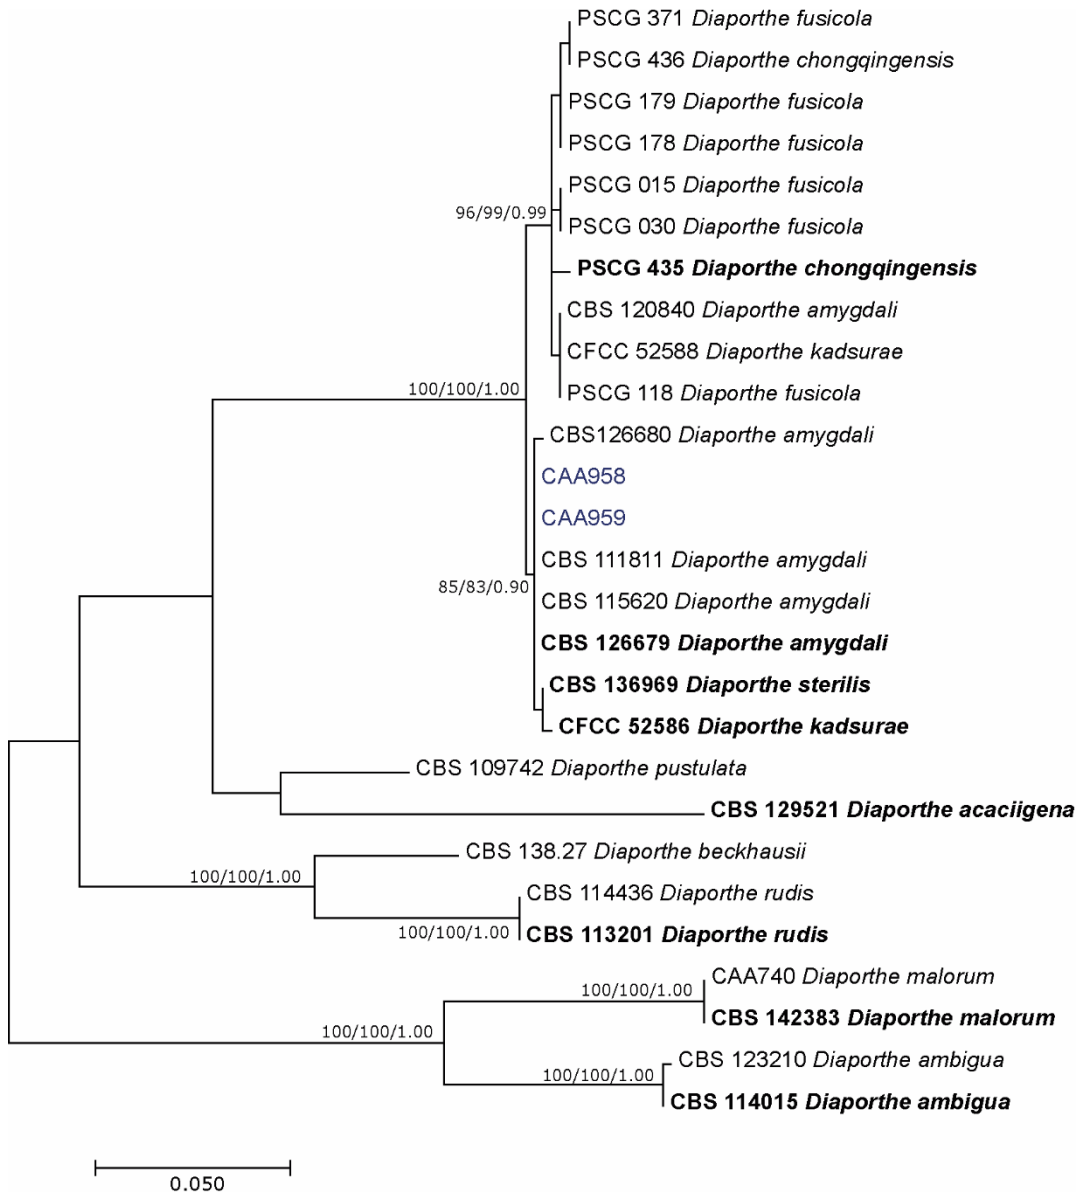 PSCG 371 Diaporthe fusicola
PSCG 436 Diaporthe chongqingensis
PSCG 179 Diaporthe fusicola
PSCG 178 Diaporthe fusicola
PSCG 015 Diaporthe fusicola
96/99/0.99
PSCG 030 Diaporthe fusicola
PSCG 435 Diaporthe chongqingensis
CBS 120840 Diaporthe amygdali
CFCC 52588 Diaporthe kadsurae
100/100/1.00
PSCG 118 Diaporthe fusicola
CBS126680 Diaporthe amygdali
CAA958
CAA959
CBS 111811 Diaporthe amygdali
85/83/0.90
CBS 115620 Diaporthe amygdali
CBS 126679 Diaporthe amygdali
CBS 136969 Diaporthe sterilis
CFCC 52586 Diaporthe kadsurae
CBS 109742 Diaporthe pustulata
CBS 129521 Diaporthe acaciigena
CBS 138.27 Diaporthe beckhausii
100/100/1.00
CBS 114436 Diaporthe rudis
100/100/1.00
CBS 113201 Diaporthe rudis
CAA740 Diaporthe malorum
100/100/1.00
CBS 142383 Diaporthe malorum
100/100/1.00
CBS 123210 Diaporthe ambigua
100/100/1.00
CBS 114015 Diaporthe ambigua
0.050